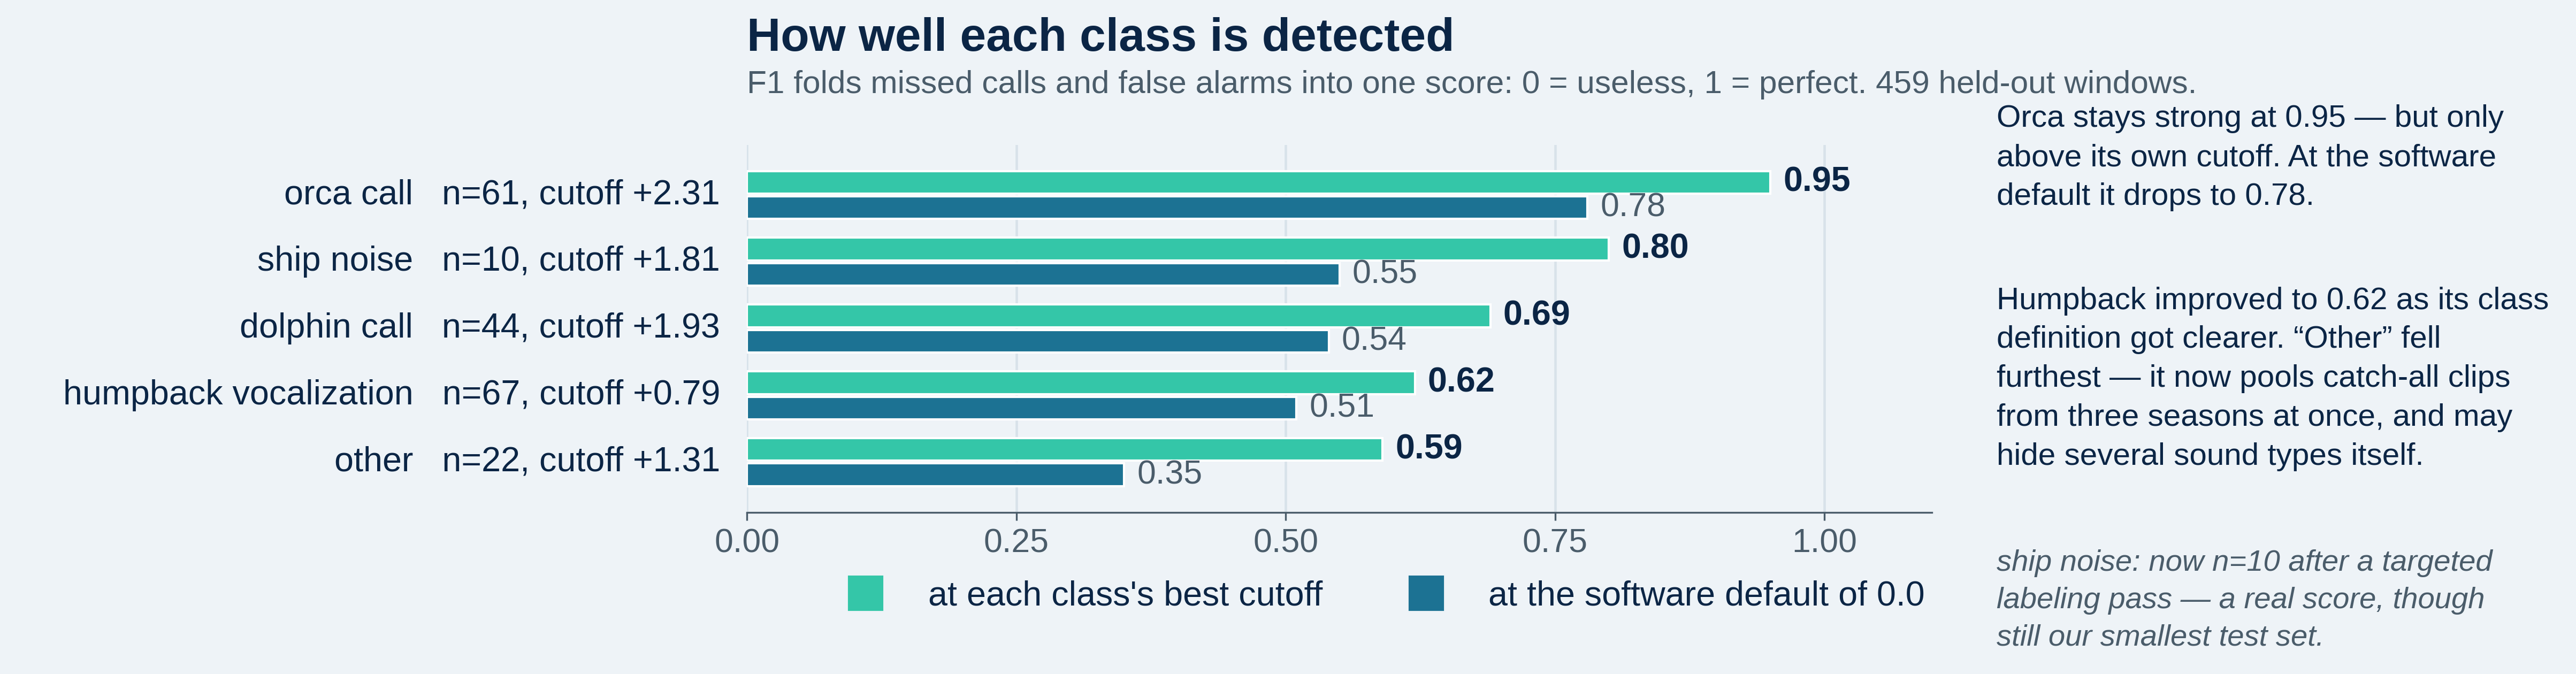 How well each class is detected
F1 folds missed calls and false alarms into one score: 0 = useless, 1 = perfect. 459 held-out windows.
orca call n=61, cutoff +2.31
0.95
0.78
ship noise n=10, cutoff +1.81
0.80
0.55
dolphin call n=44, cutoff +1.93
0.69
0.54
humpback vocalization n=67, cutoff +0.79
0.62
0.51
other n=22, cutoff +1.31
0.59
0.35
0.00 0.25 0.50 0.75 1.00
at each class's best cutoff
at the software default of 0.0
Orca stays strong at 0.95 — but only
above its own cutoff. At the software
default it drops to 0.78.
Humpback improved to 0.62 as its class
definition got clearer. “Other” fell
furthest — it now pools catch-all clips
from three seasons at once, and may
hide several sound types itself.
ship noise: now n=10 after a targeted
labeling pass — a real score, though
still our smallest test set.